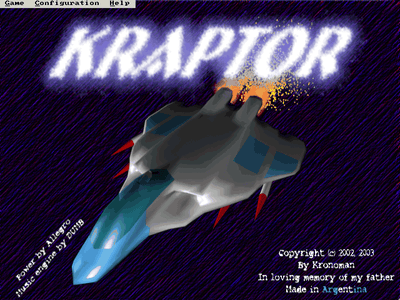 Game Configuration Help
KRAPTOR
Power by Allegro
Music engine by DUMB
Copyright (c) 2002, 2003
By Kronoman
In loving memory of my father
Made in Argentina